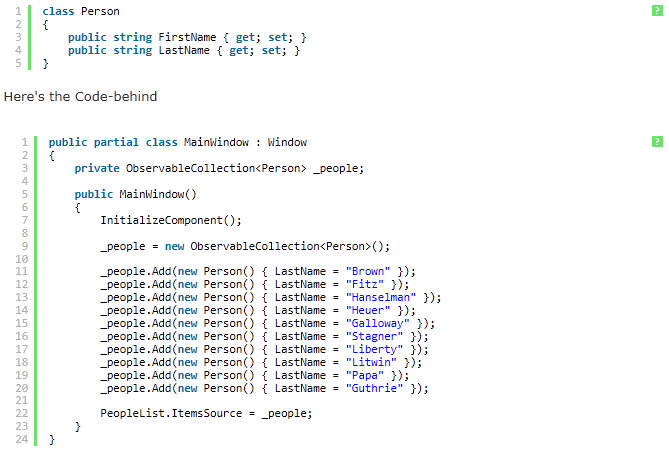 1 class Person
2 {
3     public string FirstName { get; set; }
4     public string LastName { get; set; }
5 }
?
Here's the Code-behind
1 public partial class MainWindow : Window
2 {
3     private ObservableCollection<Person> _people;
4
5     public MainWindow()
6     {
7         InitializeComponent();
8
9         _people = new ObservableCollection<Person>();
10
11         _people.Add(new Person() { LastName = "Brown" });
12         _people.Add(new Person() { LastName = "Fitz" });
13         _people.Add(new Person() { LastName = "Hanselman" });
14         _people.Add(new Person() { LastName = "Heuer" });
15         _people.Add(new Person() { LastName = "Galloway" });
16         _people.Add(new Person() { LastName = "Stagner" });
17         _people.Add(new Person() { LastName = "Liberty" });
18         _people.Add(new Person() { LastName = "Litwin" });
19         _people.Add(new Person() { LastName = "Papa" });
20         _people.Add(new Person() { LastName = "Guthrie" });
21
22         PeopleList.ItemsSource = _people;
23     }
24 }
?